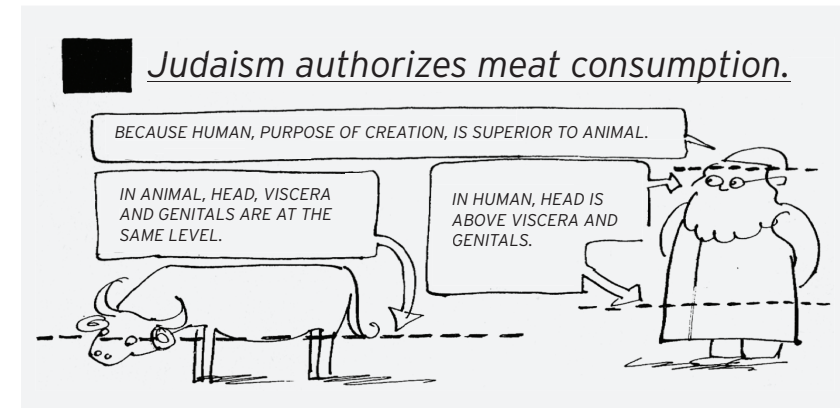 Judaism authorizes meat consumption.
BECAUSE HUMAN, PURPOSE OF CREATION, IS SUPERIOR TO ANIMAL.
IN ANIMAL, HEAD, VISCERA
AND GENITALS ARE AT THE
SAME LEVEL.
IN HUMAN, HEAD IS
ABOVE VISCERA AND
GENITALS.